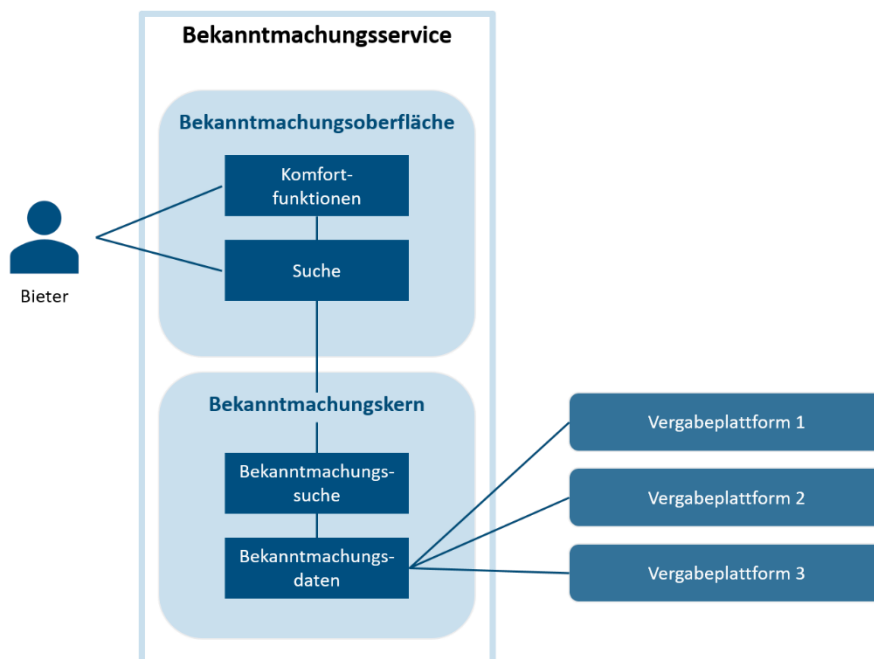 Bekanntmachungsservice
Bekanntmachungsoberfläche
Komfort-
funktionen
Suche
Bieter
Bekanntmachungskern
Bekanntmachungs-
suche
Bekanntmachungs-
daten
Vergabeplattform 1
Vergabeplattform 2
Vergabeplattform 3